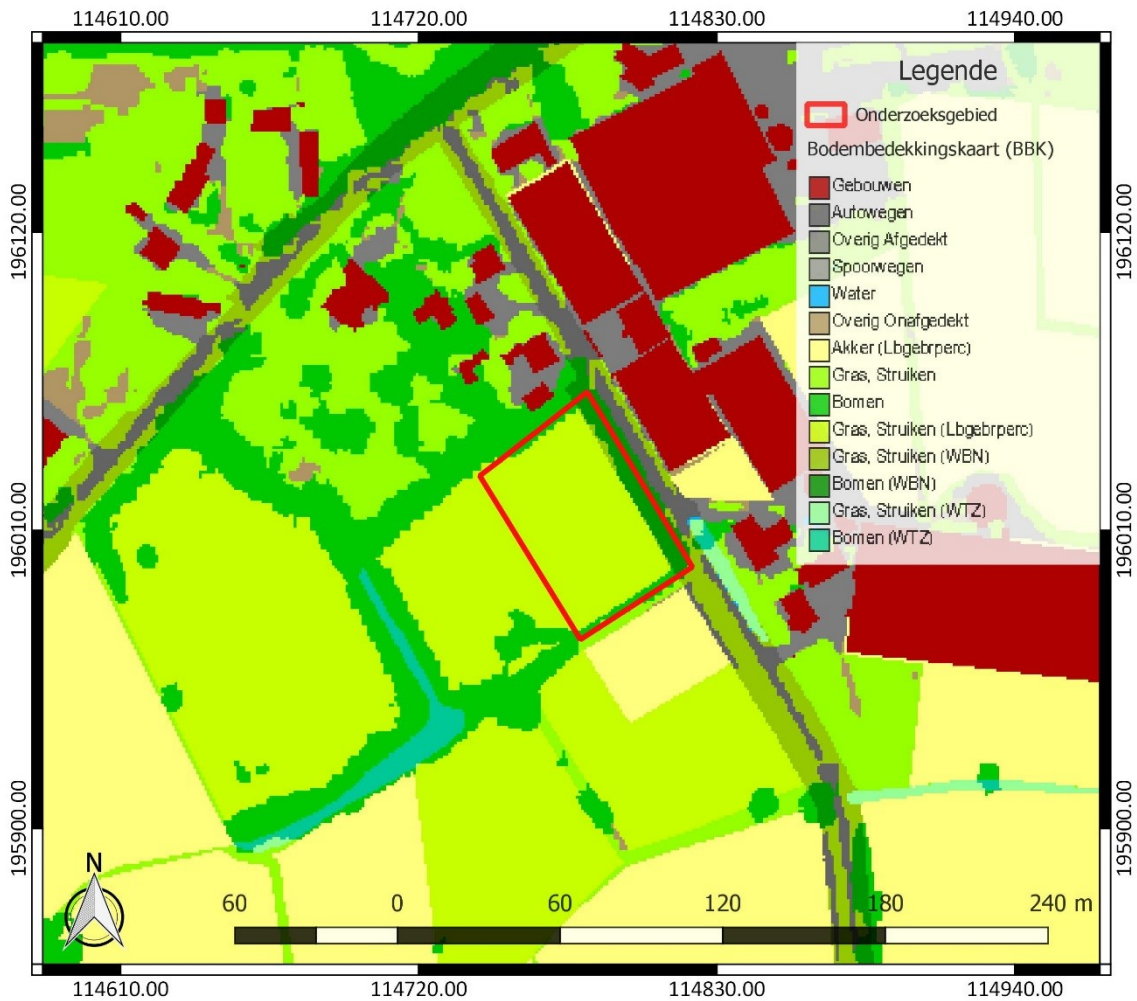 114610.00 114720.00 114830.00 114940.00
Legende
Onderzoeksgebied
Bodembedekkingskaart (BBK)
Gebouwen
Autowegen
Overig Afgedekt
Spoorwegen
Water
Overig Onafgedekt
Akker (Lbgebrperc)
Gras, Struiken
Bomen
Gras, Struiken (Lbgebrperc)
Gras, Struiken (WBN)
Bomen (WBN)
Gras, Struiken (WTZ)
Bomen (WTZ)
196120.00 196120.00
196010.00 196010.00
195900.00 195900.00
N
60 0 60 120 180 240 m
114610.00 114720.00 114830.00 114940.00